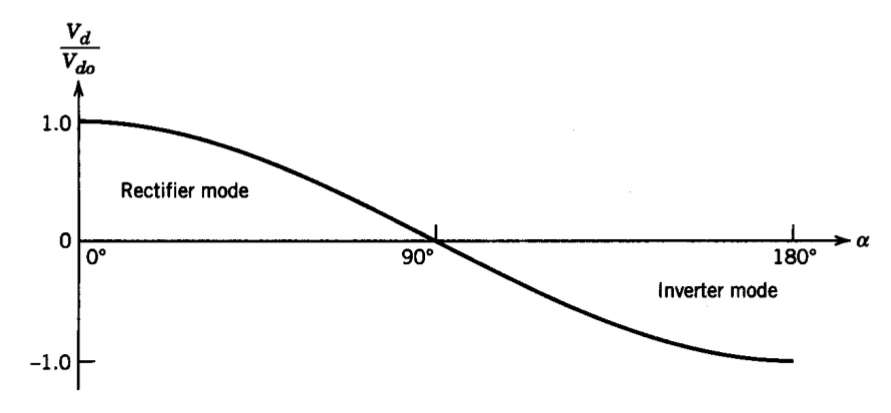 V_d
V_do
1.0
Rectifier mode
0
0°
90°
180°
α
Inverter mode
-1.0